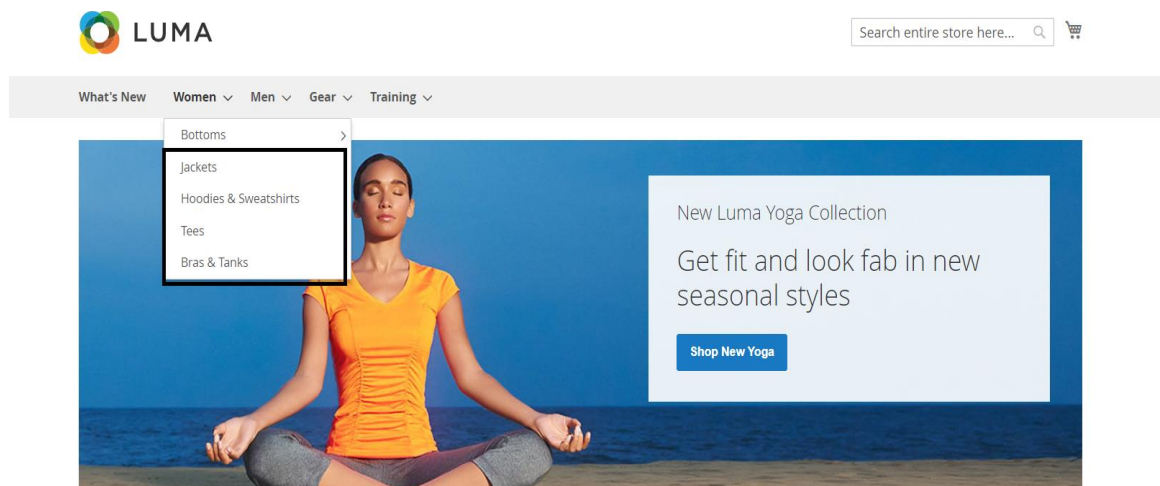 LUMA
Search entire store here...
What's New Women Men Gear Training
Bottoms
Jackets
Hoodies & Sweatshirts
Tees
Bras & Tanks
New Luma Yoga Collection
Get fit and look fab in new
seasonal styles
Shop New Yoga